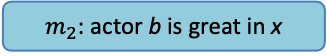 m₂: actor b is great in x